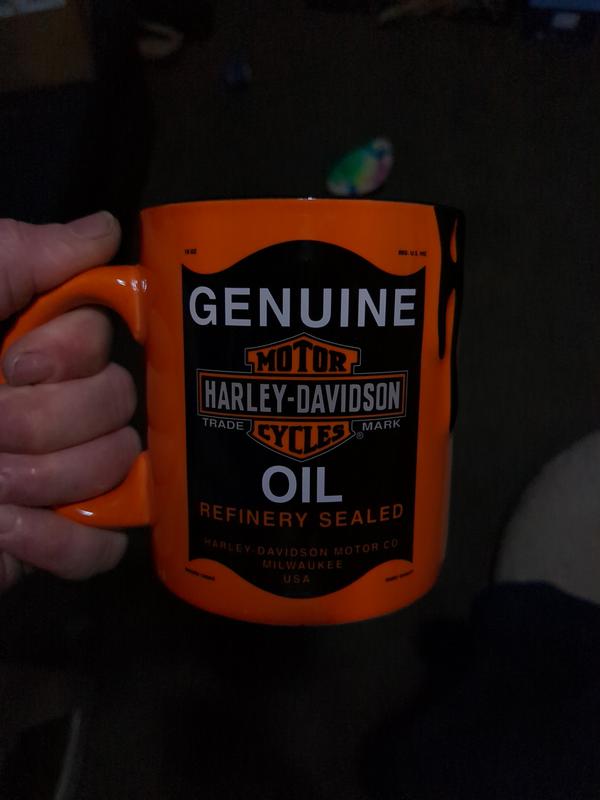 GENUINE
MOTOR
HARLEY-DAVIDSON
TRADE MARK
CYCLES ®
OIL
REFINERY SEALED
HARLEY-DAVIDSON MOTOR CO
MILWAUKEE
USA